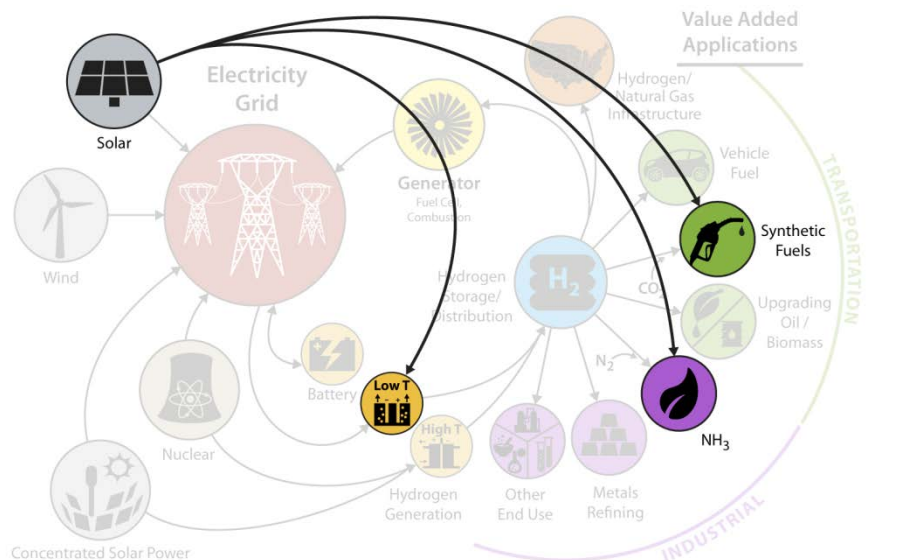 Value Added
Applications
Electricity
Grid
Solar
Hydrogen/
Natural Gas
Infrastructure
Generator
Fuel Cell,
Combustion
Vehicle
Fuel
TRANSPORTATION
Wind
Synthetic
Fuels
Hydrogen
Storage/
Distribution
H₂
CO₂
Upgrading
Oil /
Biomass
N₂
Battery
Low T
- +
Nuclear
High T
NH₃
Hydrogen
Generation
Other
End Use
Metals
Refining
INDUSTRIAL
Concentrated Solar Power